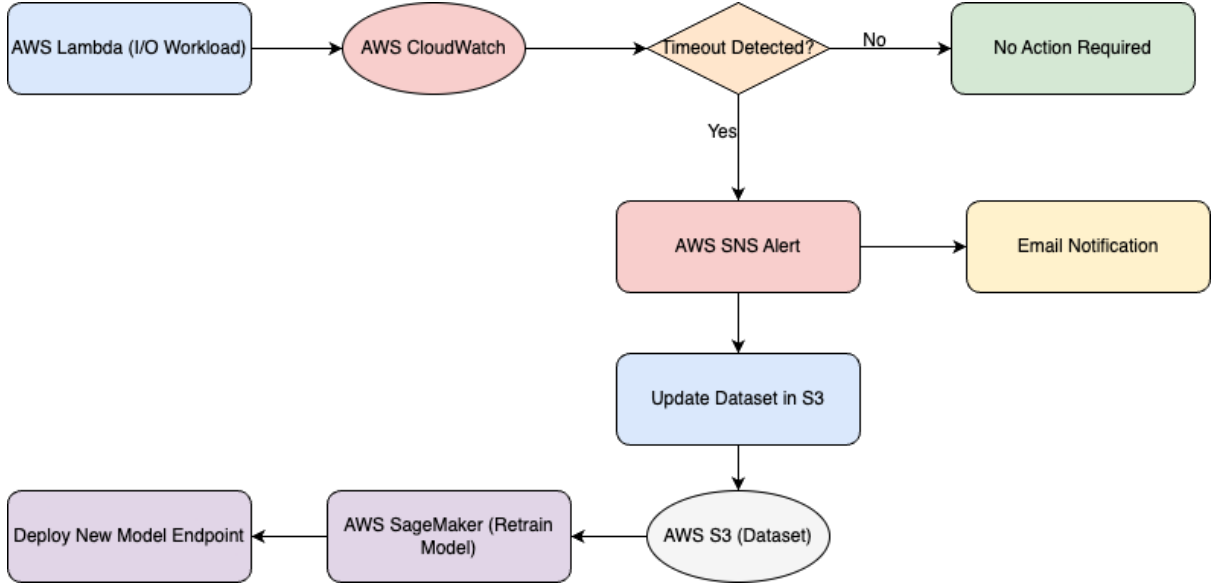 AWS Lambda (I/O Workload)
AWS CloudWatch
Timeout Detected?
No
No Action Required
Yes
AWS SNS Alert
Email Notification
Update Dataset in S3
Deploy New Model Endpoint
AWS SageMaker (Retrain
Model)
AWS S3 (Dataset)